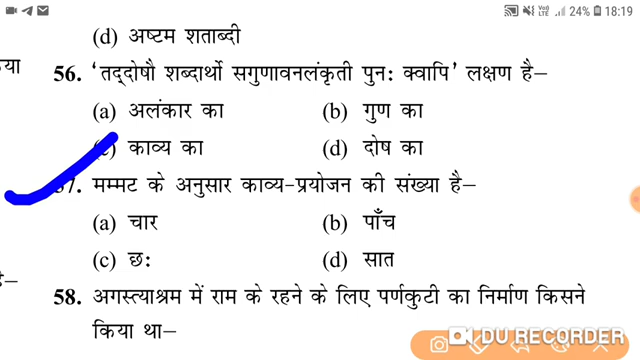 24% 18:19
(d) अष्टम शताब्दी
56. ‘तद्दोषौ शब्दार्थो सगुणावनलंकृती पुनः क्वापि’ लक्षण है–
(a) अलंकार का (b) गुण का
काव्य का (d) दोष का
मम्मट के अनुसार काव्य-प्रयोजन की संख्या है–
(a) चार (b) पाँच
(c) छः (d) सात
58. अगस्त्याश्रम में राम के रहने के लिए पर्णकुटी का निर्माण किसने
किया था–
DU RECORDER